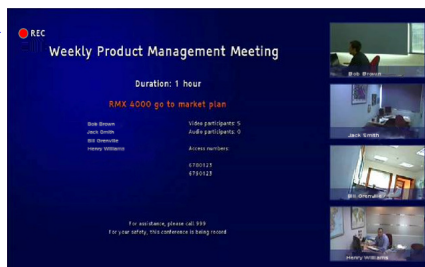 REC
Weekly Product Management Meeting
Duration: 1 hour
RMX 4000 go to market plan
Bob Brown
Jack Smith
Bill Grenville
Henry Williams
Video participants: 5
Audio participants: 0
Access numbers:
6780123
6760123
For assistance, please call 999
For your safety, this conference is being record
Bob Brown
Jack Smith
Bill Grenville
Henry Williams